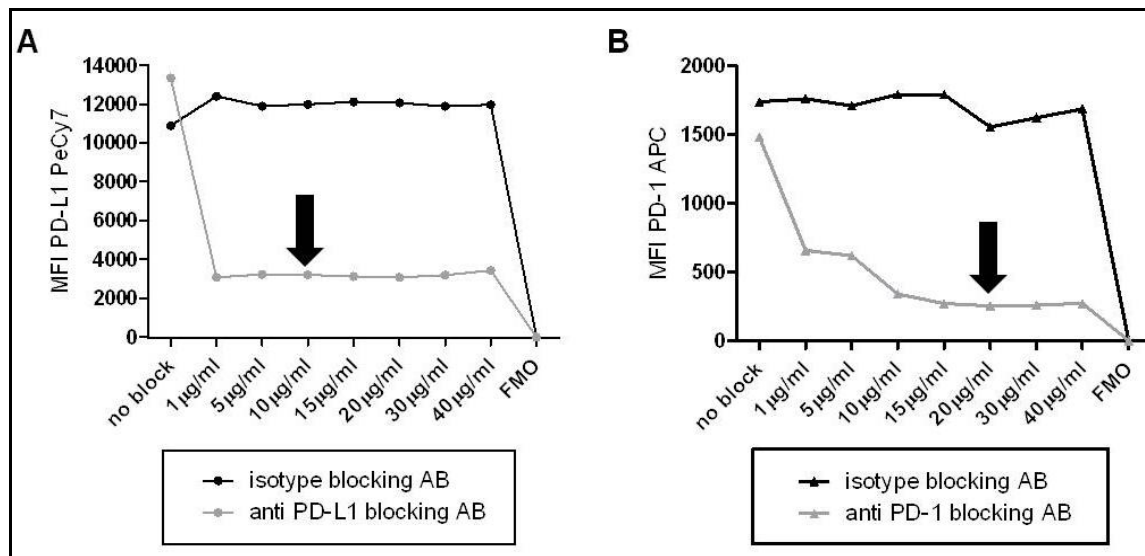 A
MFI PD-L1 PeCy7
14000
12000
10000
8000
6000
4000
2000
0
no block
1µg/ml
5µg/ml
10µg/ml
15µg/ml
20µg/ml
30µg/ml
40µg/ml
FMO
isotype blocking AB
anti PD-L1 blocking AB
B
MFI PD-1 APC
2000
1500
1000
500
0
no block
1µg/ml
5µg/ml
10µg/ml
15µg/ml
20µg/ml
30µg/ml
40µg/ml
FMO
isotype blocking AB
anti PD-1 blocking AB